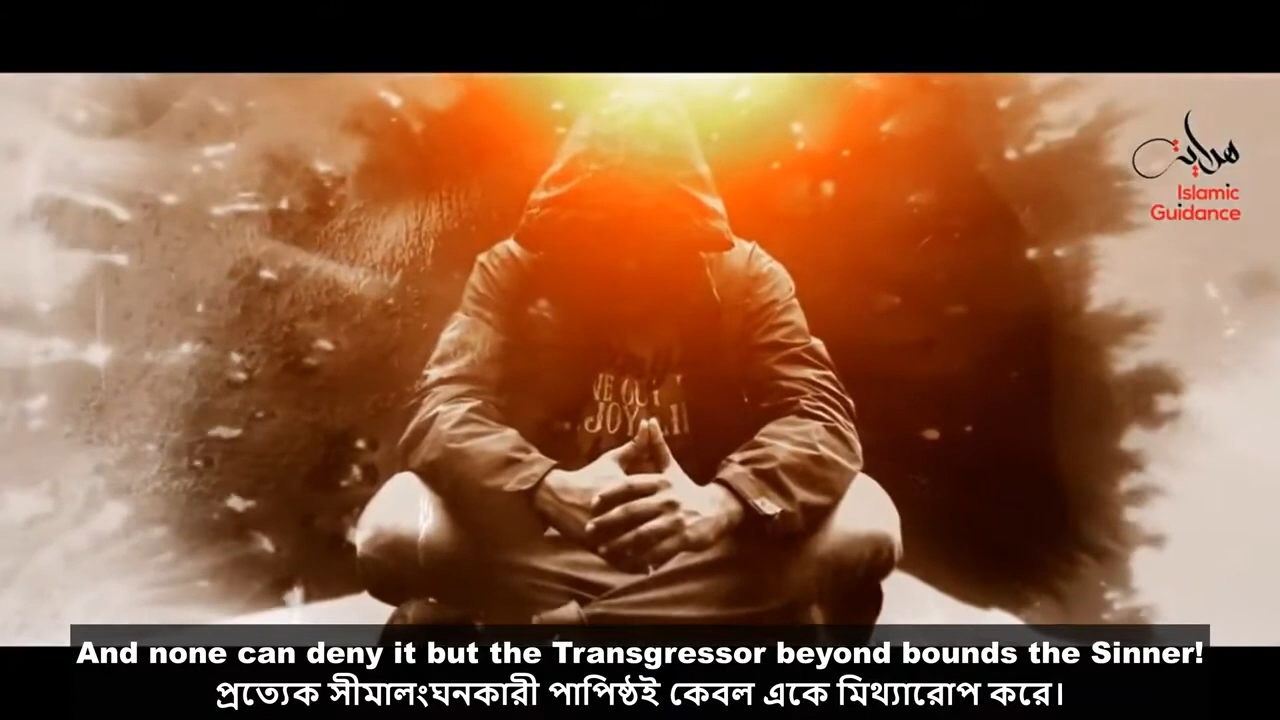 هداية
Islamic
Guidance
And none can deny it but the Transgressor beyond bounds the Sinner!
প্রত্যেক সীমালংঘনকারী পাপিষ্ঠই কেবল একে মিথ্যারোপ করে।